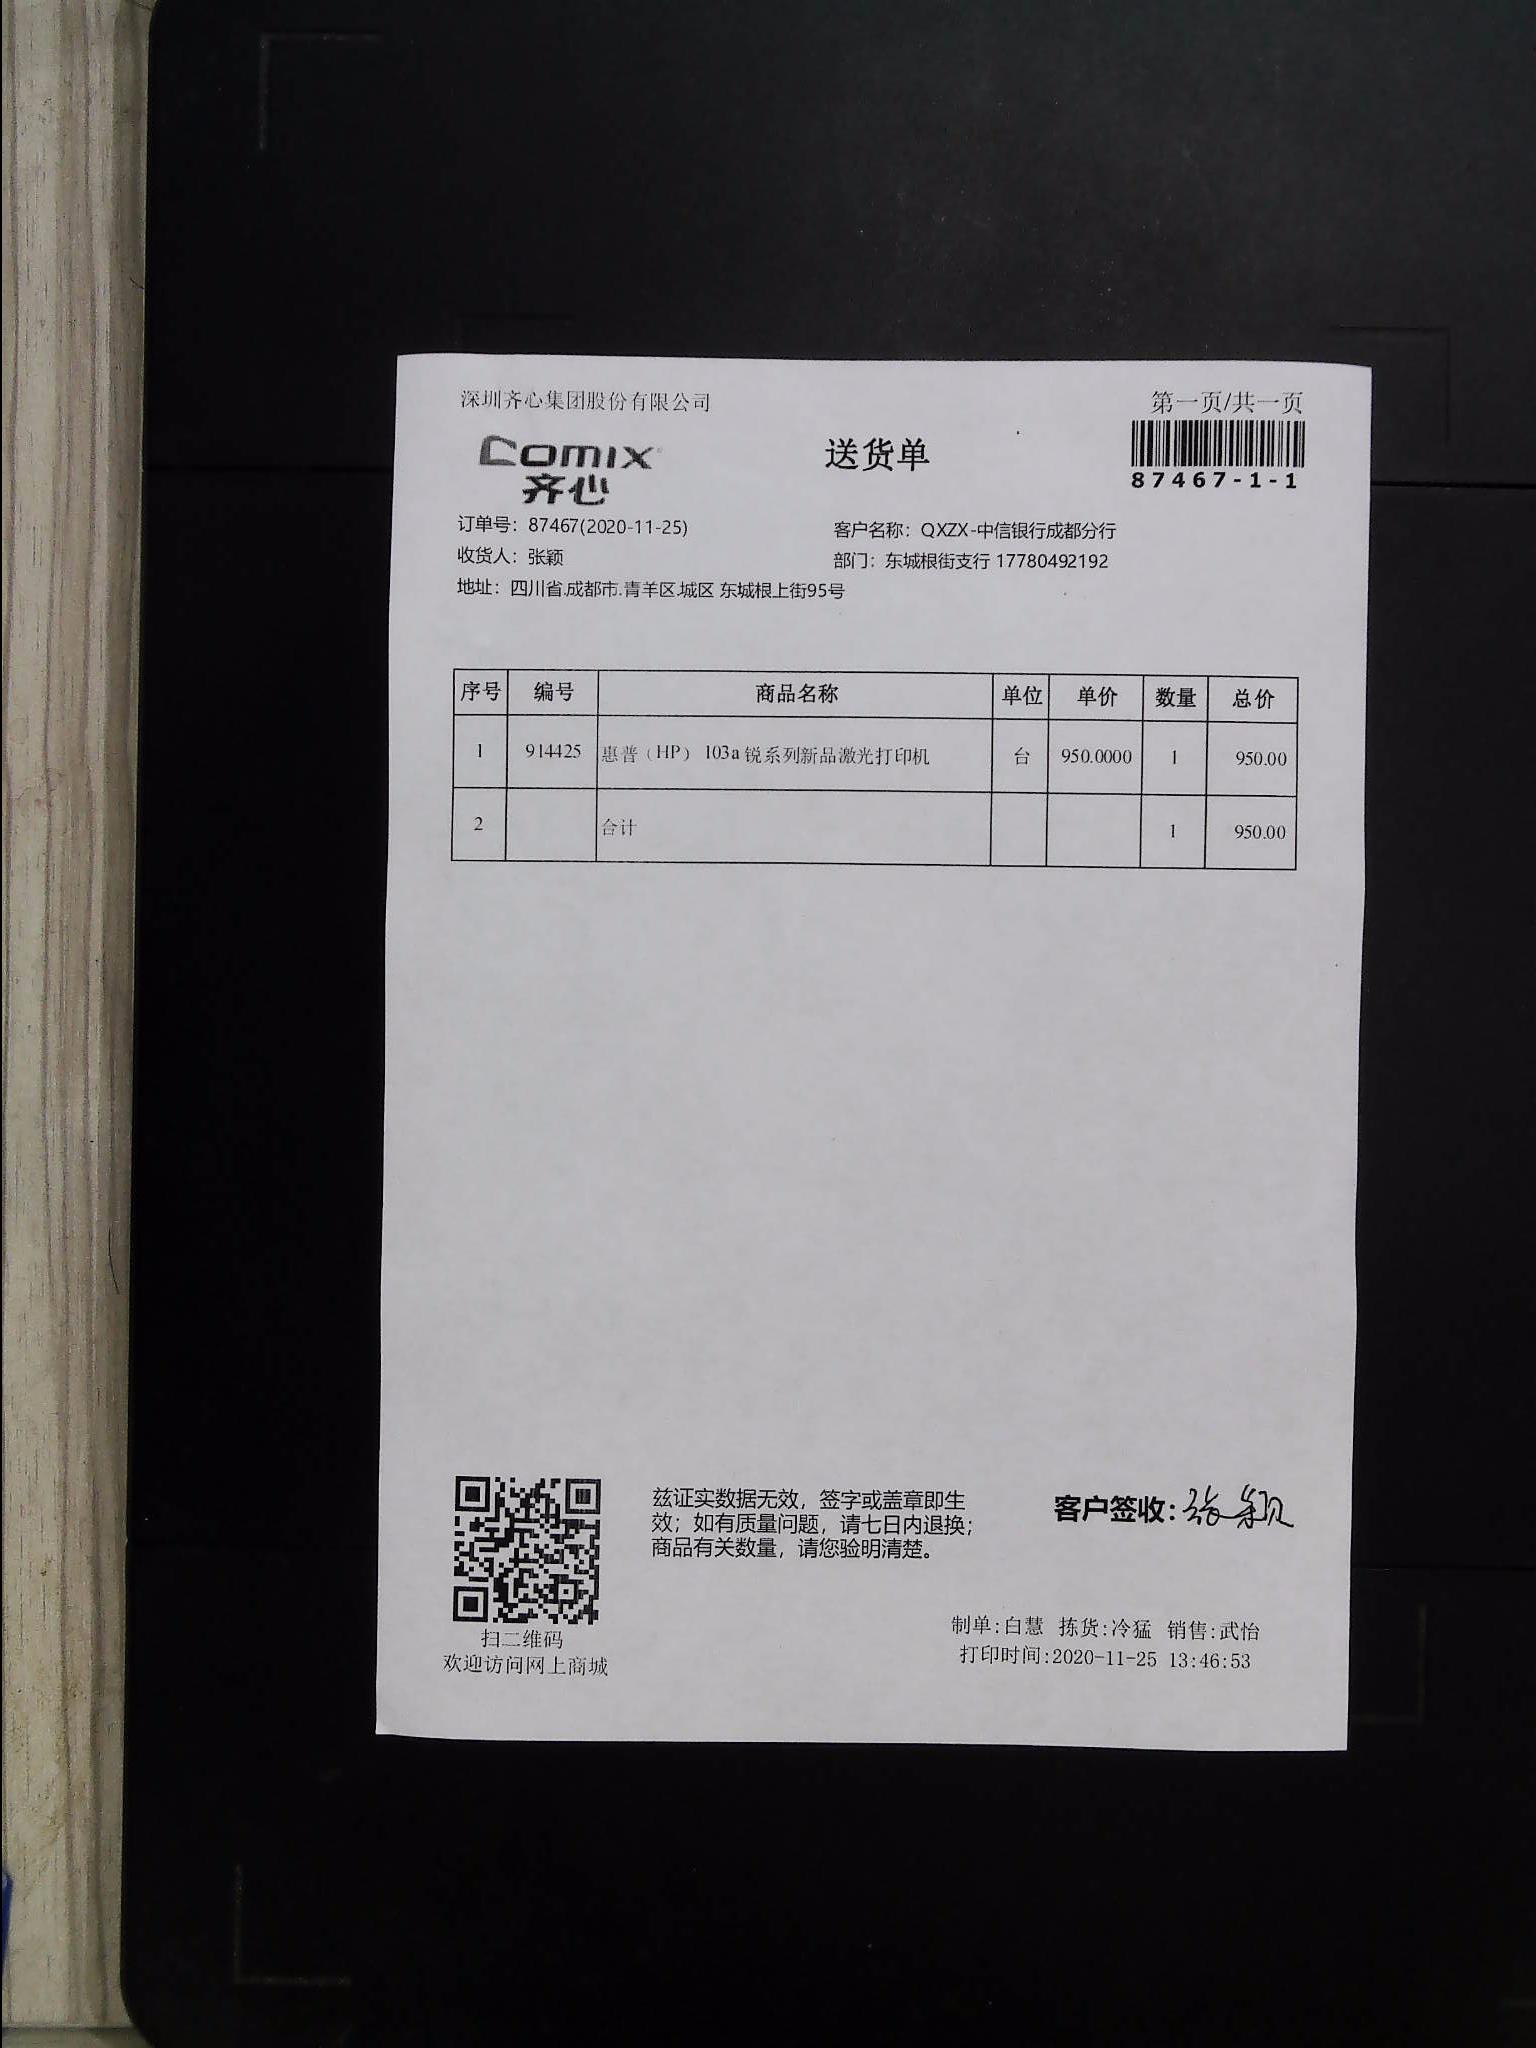 深圳齐心集团股份有限公司
第一页/共一页
Comix
齐心
送货单
87467-1-1
订单号：87467(2020-11-25)
客户名称：QXZX-中信银行成都分行
收货人：张颖
部门：东城根街支行 17780492192
地址：四川省.成都市.青羊区.城区 东城根上街95号
序号 编号 商品名称 单位 单价 数量 总价
1 914425 惠普（HP） 103a 锐系列新品激光打印机 台 950.0000 1 950.00
2 合计 1 950.00
兹证实数据无效，签字或盖章即生
效；如有质量问题，请七日内退换；
商品有关数量，请您验明清楚。
客户签收：张颖
扫二维码
欢迎访问网上商城
制单:白慧 拣货:冷猛 销售:武怡
打印时间:2020-11-25 13:46:53